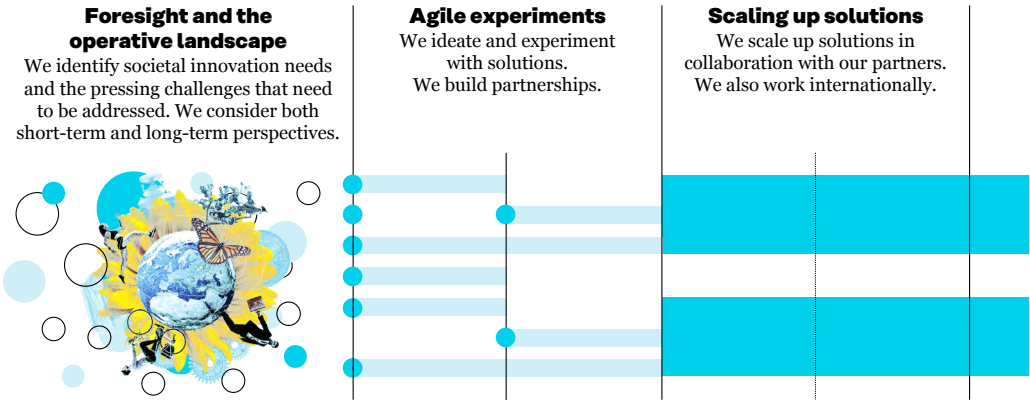 Foresight and the
operative landscape
We identify societal innovation needs
and the pressing challenges that need
to be addressed. We consider both
short-term and long-term perspectives.
Agile experiments
We ideate and experiment
with solutions.
We build partnerships.
Scaling up solutions
We scale up solutions in
collaboration with our partners.
We also work internationally.